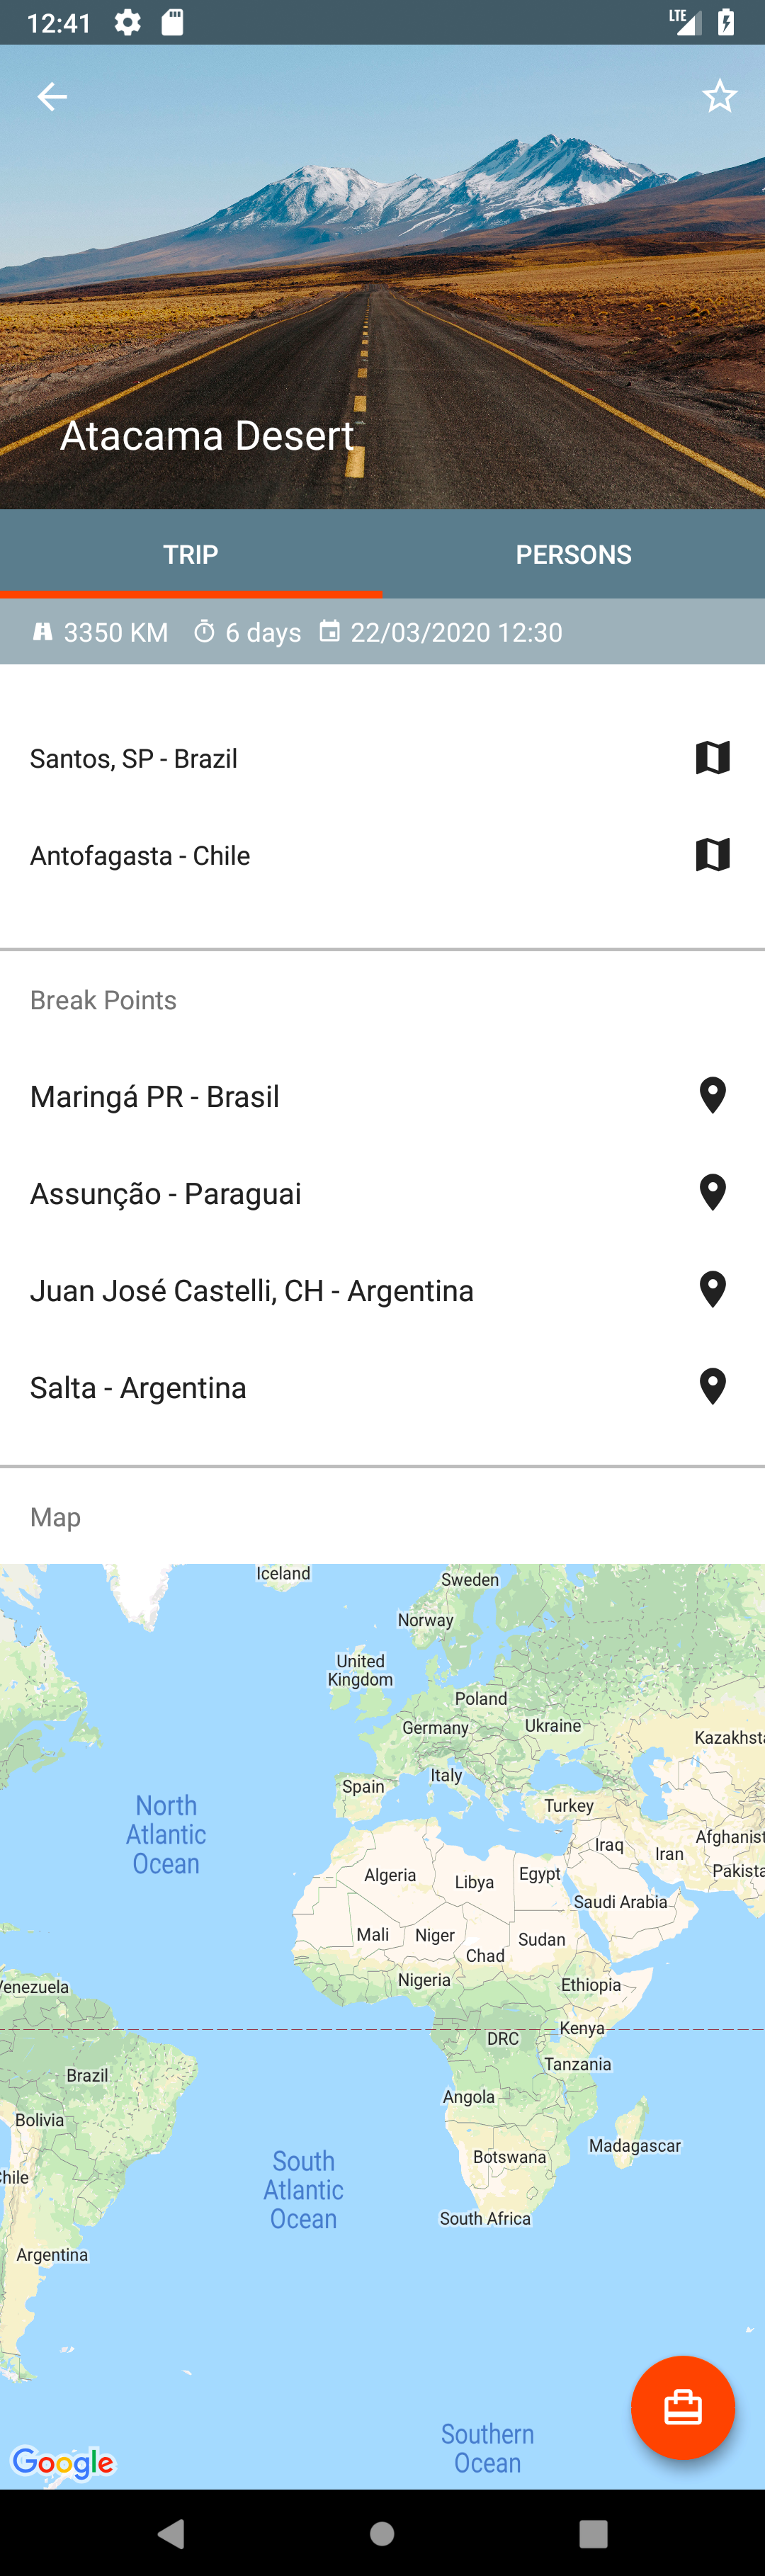 12:41
LTE
Atacama Desert
TRIP
PERSONS
3350 KM 6 days 22/03/2020 12:30
Santos, SP - Brazil
Antofagasta - Chile
Break Points
Maringá PR - Brasil
Assunção - Paraguai
Juan José Castelli, CH - Argentina
Salta - Argentina
Map
Iceland
Sweden
Norway
United
Kingdom
Poland
Germany
Ukraine
Kazakhsta
Italy
Spain
North
Atlantic
Ocean
Turkey
Afghanist
Iraq
Iran
Algeria
Libya
Egypt
Pakista
Saudi Arabia
Mali
Niger
Sudan
Chad
Nigeria
Ethiopia
Venezuela
DRC
Kenya
Tanzania
Brazil
Angola
Bolivia
Madagascar
Botswana
South
Atlantic
Ocean
Chile
South Africa
Argentina
Southern
Ocean
Google